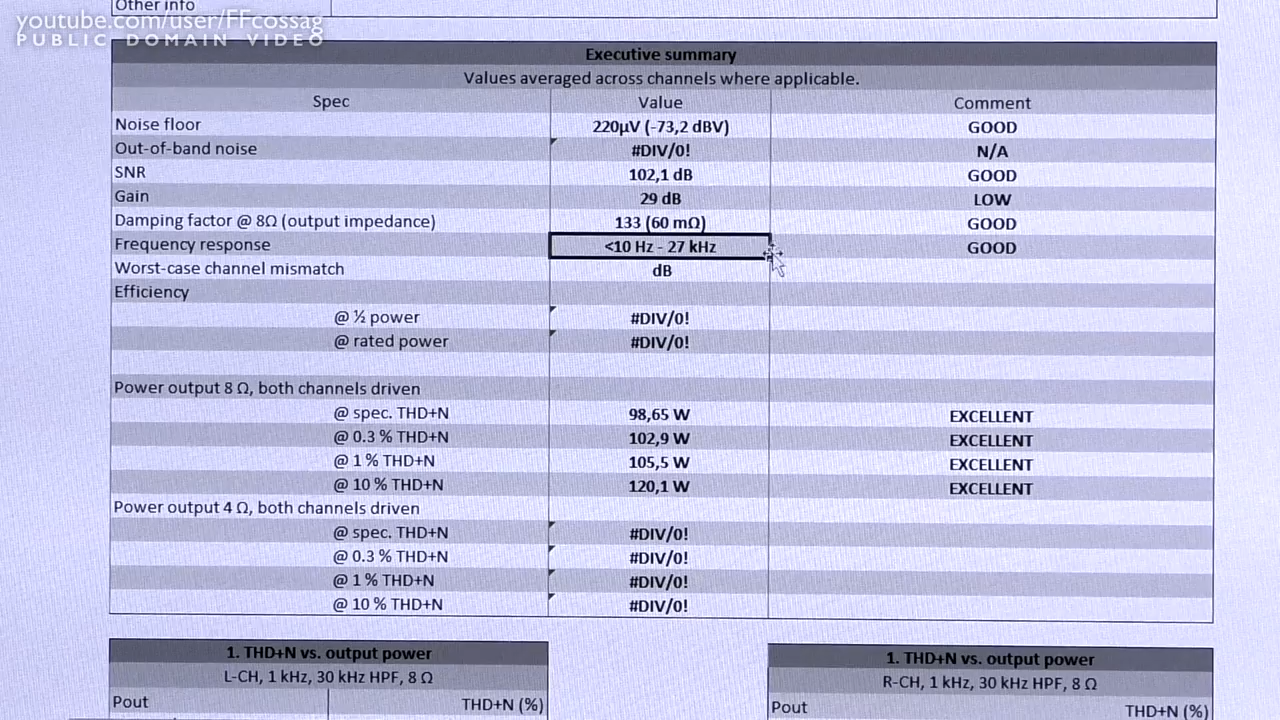 Other info
youtube.com/user/FFcossag
PUBLIC DOMAIN VIDEO
Executive summary
Values averaged across channels where applicable.
Spec Value Comment
Noise floor 220µV (-73,2 dBV) GOOD
Out-of-band noise #DIV/0! N/A
SNR 102,1 dB GOOD
Gain 29 dB LOW
Damping factor @ 8Ω (output impedance) 133 (60 mΩ) GOOD
Frequency response <10 Hz - 27 kHz GOOD
Worst-case channel mismatch dB
Efficiency
@ ½ power #DIV/0!
@ rated power #DIV/0!
Power output 8 Ω, both channels driven
@ spec. THD+N 98,65 W EXCELLENT
@ 0.3 % THD+N 102,9 W EXCELLENT
@ 1 % THD+N 105,5 W EXCELLENT
@ 10 % THD+N 120,1 W EXCELLENT
Power output 4 Ω, both channels driven
@ spec. THD+N #DIV/0!
@ 0.3 % THD+N #DIV/0!
@ 1 % THD+N #DIV/0!
@ 10 % THD+N #DIV/0!
1. THD+N vs. output power 1. THD+N vs. output power
L-CH, 1 kHz, 30 kHz HPF, 8 Ω R-CH, 1 kHz, 30 kHz HPF, 8 Ω
Pout THD+N (%) Pout THD+N (%)